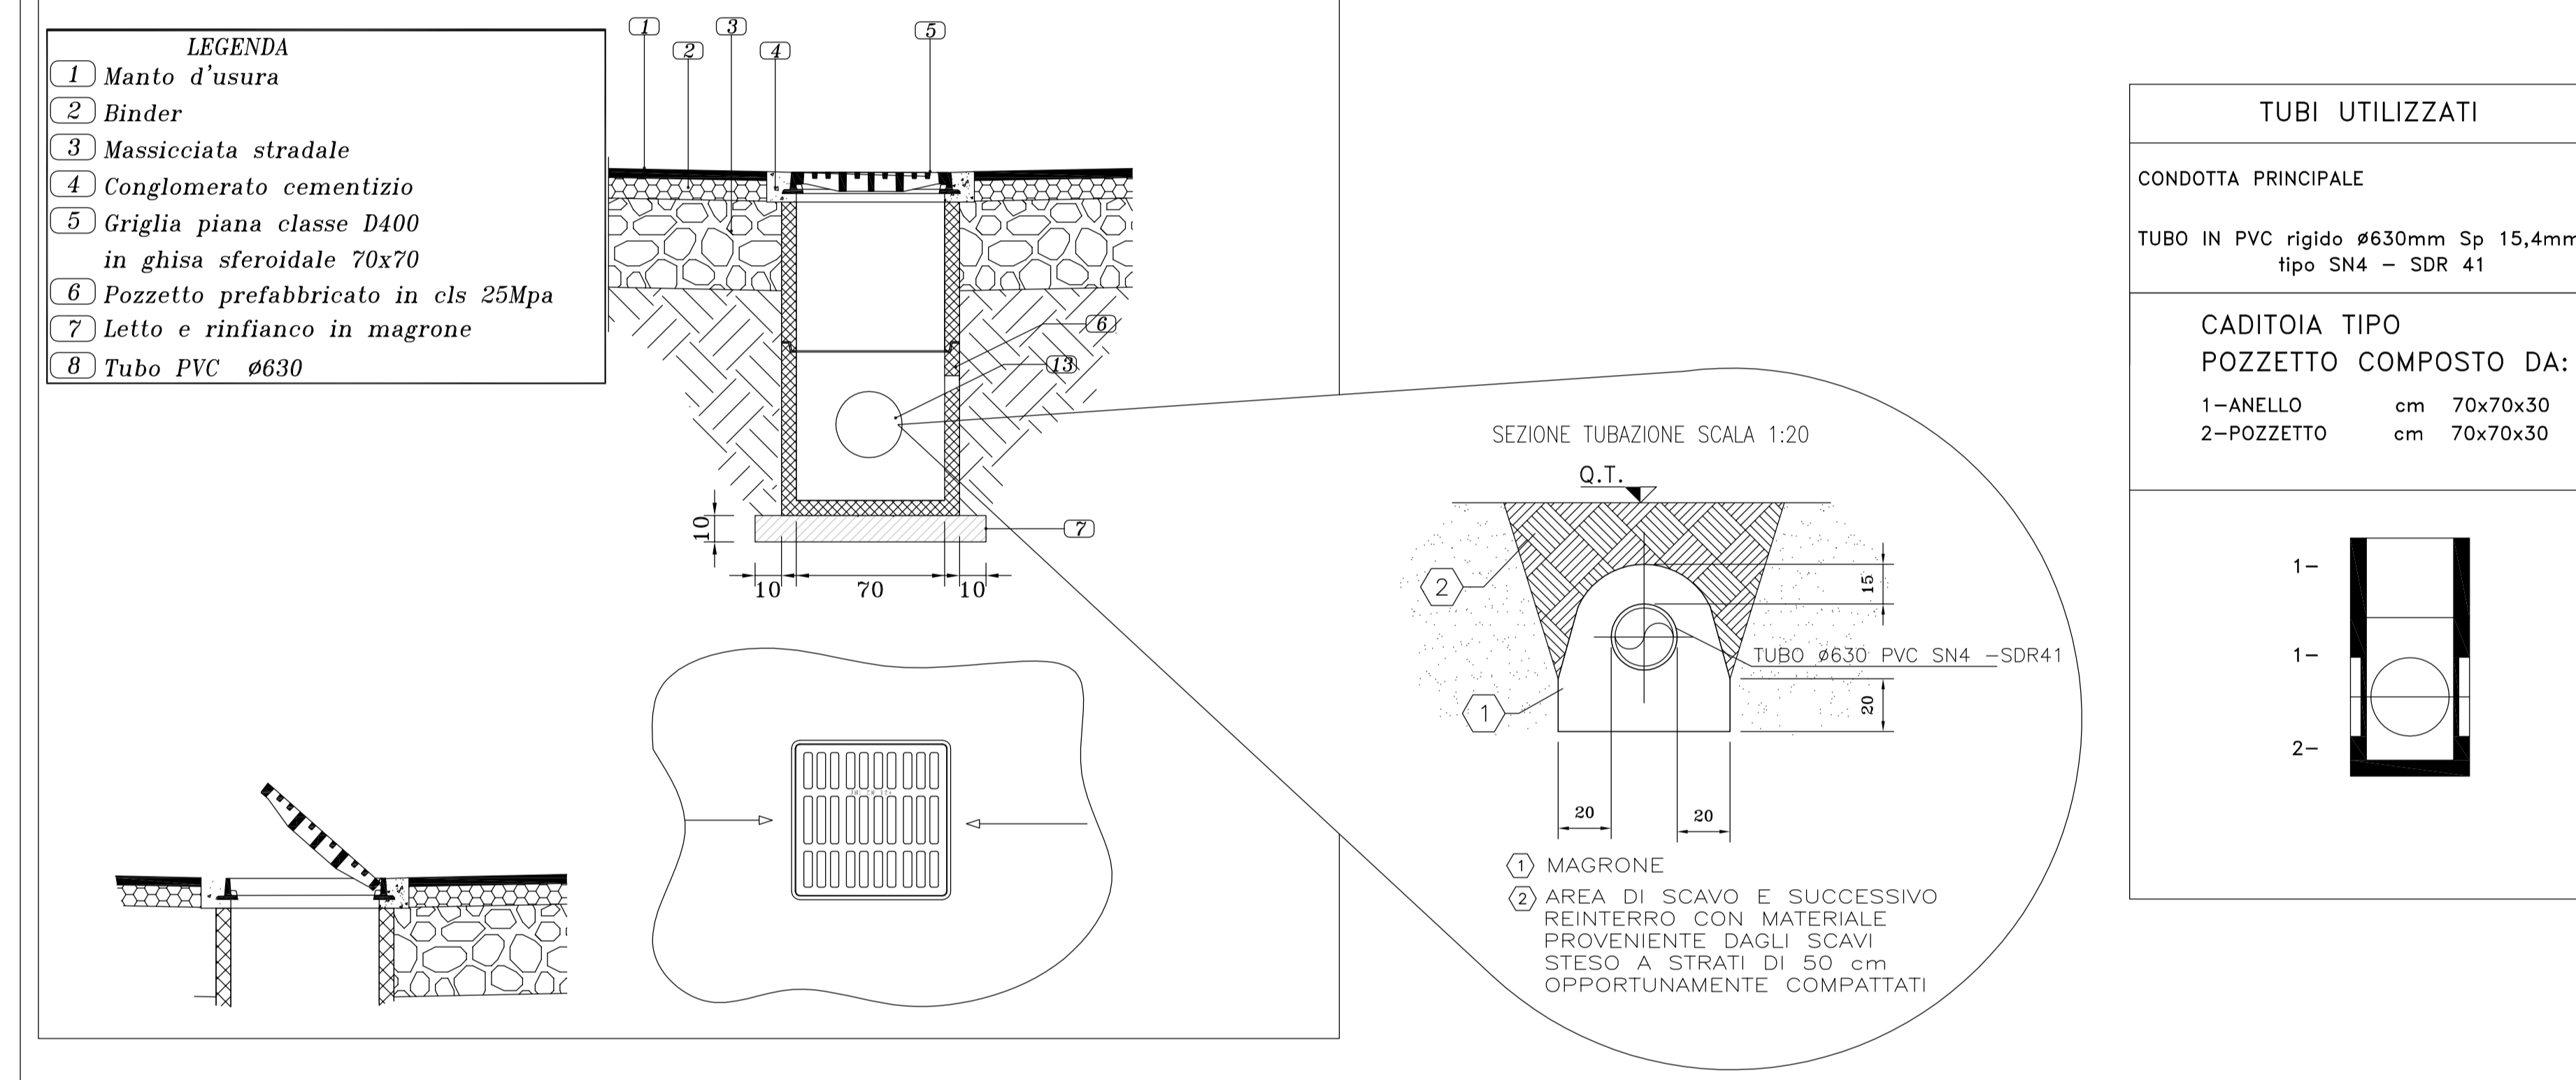 LEGENDA
1 Manto d'usura
2 Binder
3 Massicciata stradale
4 Conglomerato cementizio
5 Griglia piana classe D400
in ghisa sferoidale 70x70
6 Pozzetto prefabbricato in cls 25Mpa
7 Letto e rinfianco in magrone
8 Tubo PVC ø630
1
2
3
4
5
6
13
7
10
10
70
10
SEZIONE TUBAZIONE SCALA 1:20
Q.T.
2
15
TUBO ø630 PVC SN4 -SDR41
1
20
20
20
1 MAGRONE
2 AREA DI SCAVO E SUCCESSIVO
REINTERRO CON MATERIALE
PROVENIENTE DAGLI SCAVI
STESO A STRATI DI 50 cm
OPPORTUNAMENTE COMPATTATI
TUBI UTILIZZATI
CONDOTTA PRINCIPALE
TUBO IN PVC rigido ø630mm Sp 15,4mm
tipo SN4 - SDR 41
CADITOIA TIPO
POZZETTO COMPOSTO DA:
1-ANELLO cm 70x70x30
2-POZZETTO cm 70x70x30
1-
1-
2-